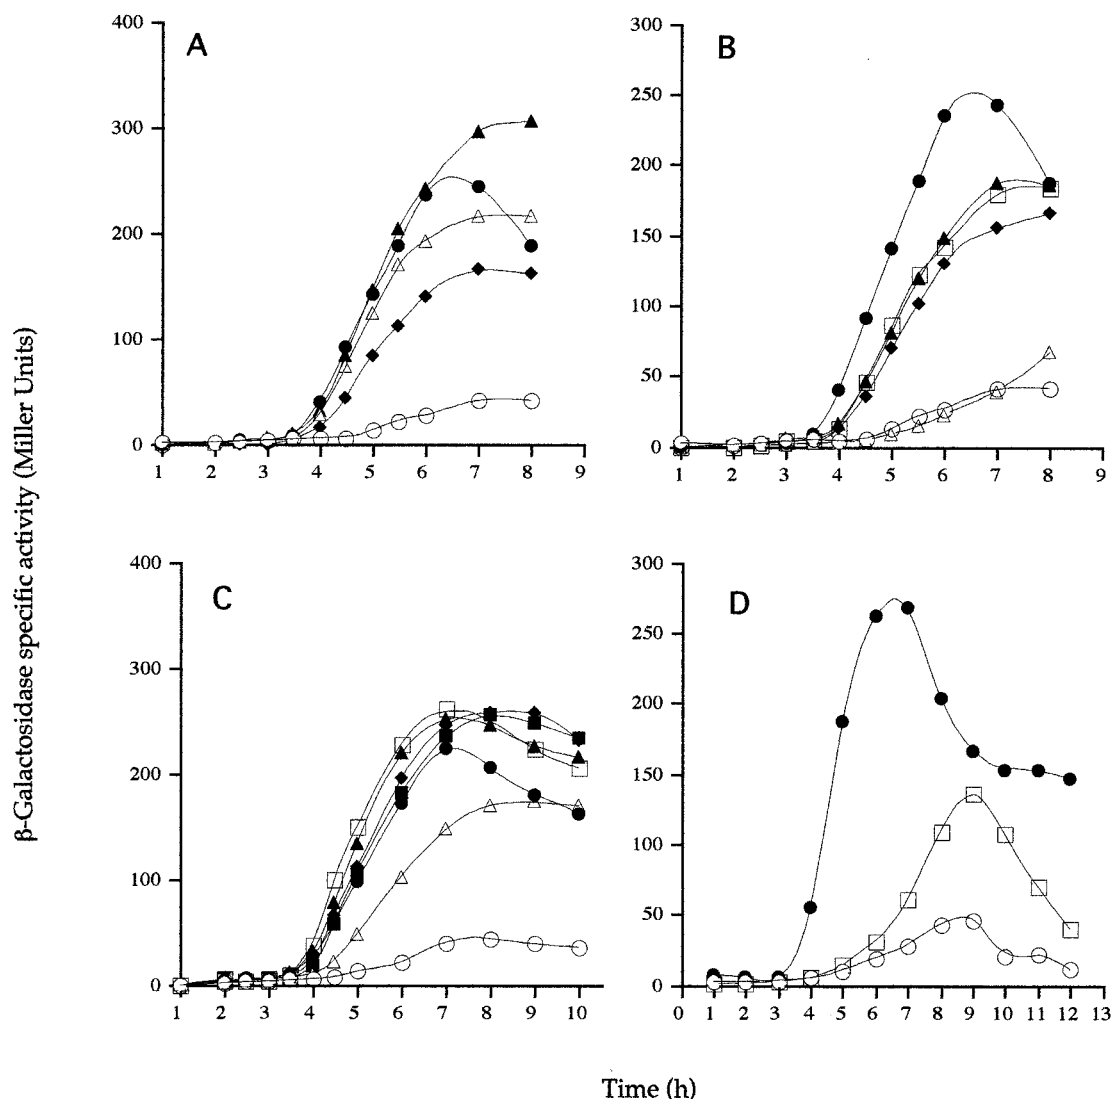 A
400
300
200
100
0
1 2 3 4 5 6 7 8 9
B
300
250
200
150
100
50
0
1 2 3 4 5 6 7 8 9
β-Galactosidase specific activity (Miller Units)
C
400
300
200
100
0
1 2 3 4 5 6 7 8 9 10
D
300
250
200
150
100
50
0
0 1 2 3 4 5 6 7 8 9 10 11 12 13
Time (h)